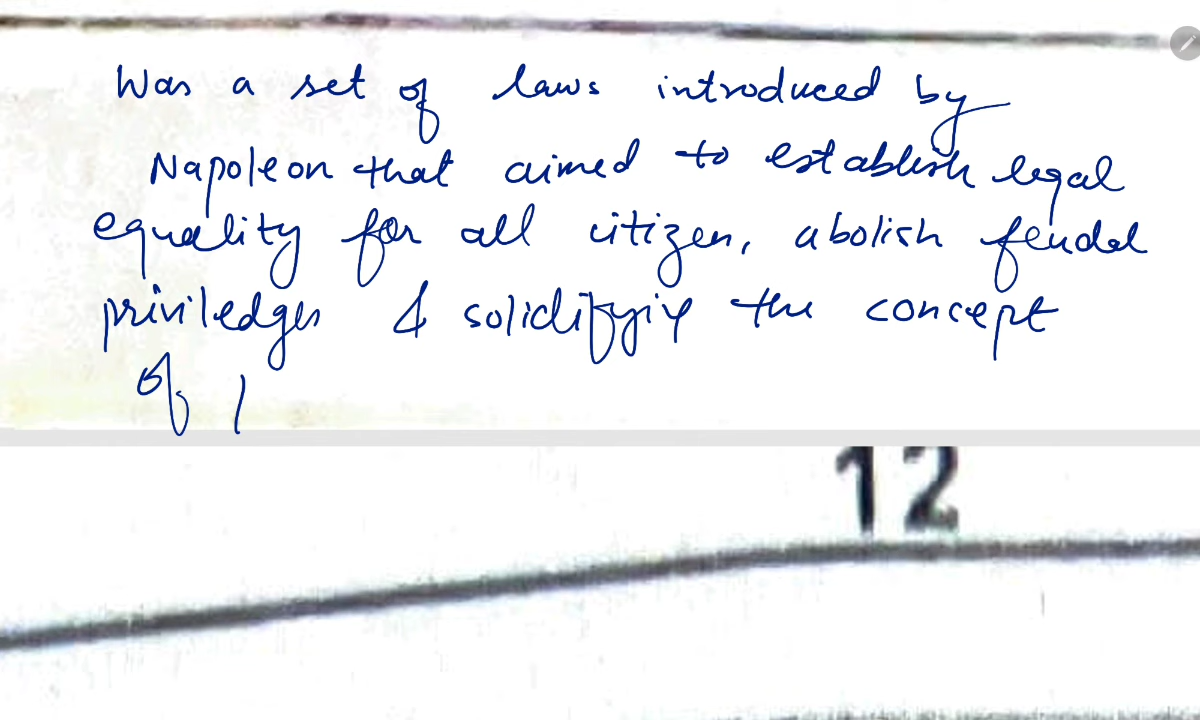 Was a set of laws introduced by
Napoleon that aimed to establish legal
equality for all citizen, abolish feudal
priviledges & solidifyig the concept
of
12